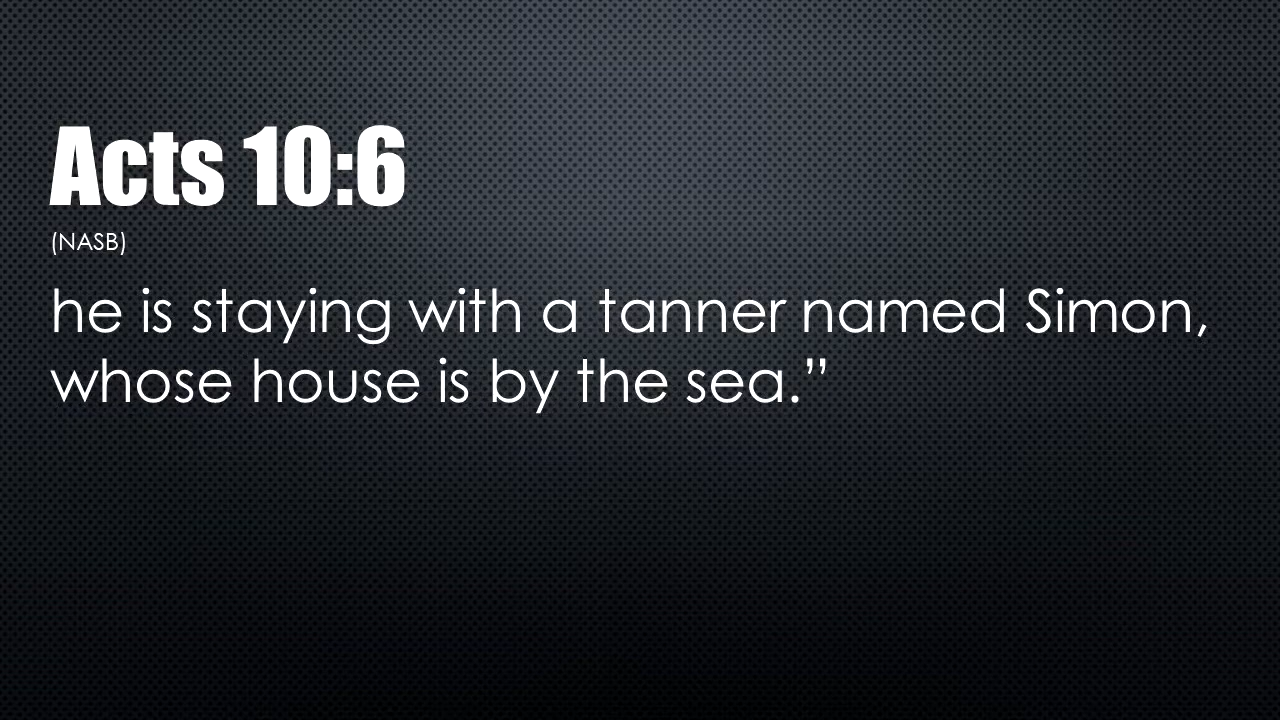 Acts 10:6
(NASB)
he is staying with a tanner named Simon,
whose house is by the sea.”